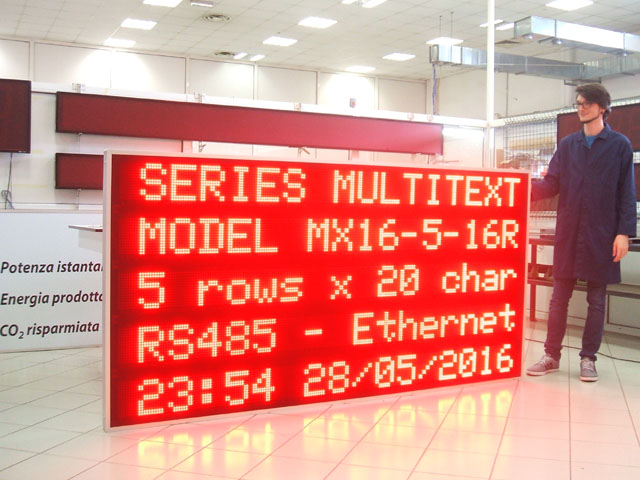 SERIES MULTITEXT
MODEL MX16-5-16R
5 rows x 20 char
RS485 - Ethernet
23:54 28/05/2016
Potenza istanta
Energia prodotta
CO2 risparmiata